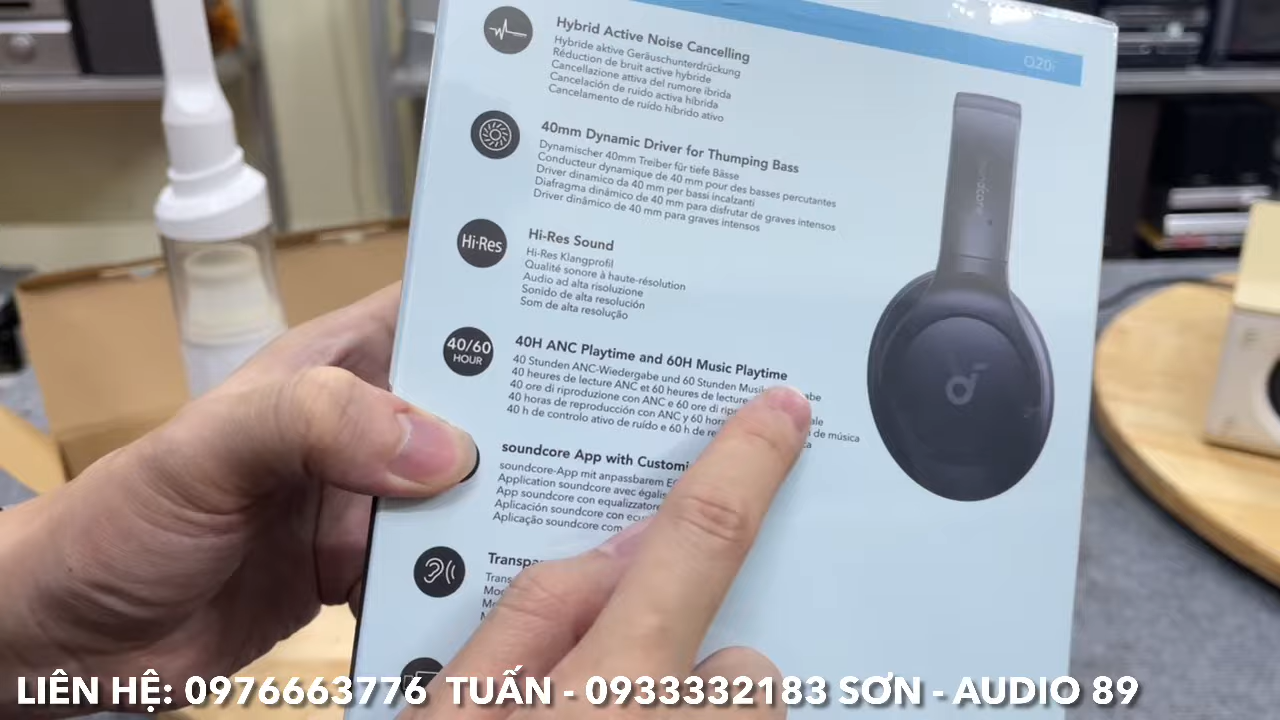 Q20i
Hybrid Active Noise Cancelling
Hybride aktive Geräuschunterdrückung
Réduction de bruit active hybride
Cancellazione attiva del rumore ibrida
Cancelación de ruido activa híbrida
Cancelamento de ruído híbrido ativo
40mm Dynamic Driver for Thumping Bass
Dynamischer 40mm Treiber für tiefe Bässe
Conducteur dynamique de 40 mm pour des basses percutantes
Driver dinamico da 40 mm per bassi incalzanti
Diafragma dinámico de 40 mm para disfrutar de graves intensos
Driver dinâmico de 40 mm para graves intensos
Hi-Res
Hi-Res Sound
Hi-Res Klangprofil
Qualité sonore à haute-résolution
Audio ad alta risoluzione
Sonido de alta resolución
Som de alta resolução
40/60
HOUR
40H ANC Playtime and 60H Music Playtime
40 Stunden ANC-Wiedergabe und 60 Stunden
40 heures de lecture ANC et 60 heures de lecture
40 ore di riproduzione con ANC e 60 ore di
40 horas de reproducción con ANC y 60 de música
40 h de controlo ativo de ruído e 60 h de
soundcore App with
soundcore-App mit anpassbarem
Application soundcore avec
App soundcore con equalizzatore
Aplicación soundcore con
Aplicação soundcore com
soundcore
LIÊN HỆ: 0976663776 TUẤN - 0933332183 SƠN - AUDIO 89